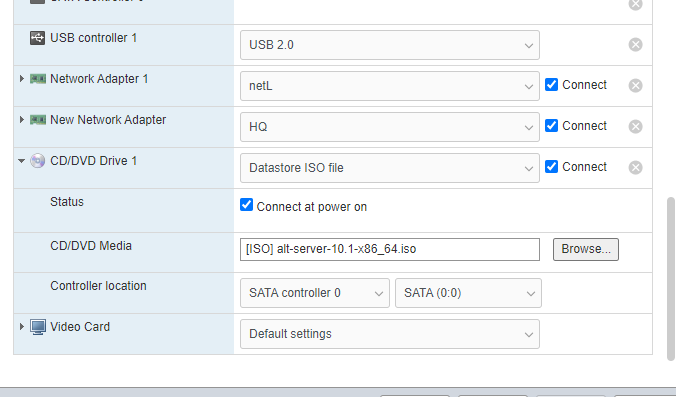 USB controller 1
USB 2.0
Network Adapter 1
netL
Connect
New Network Adapter
HQ
Connect
CD/DVD Drive 1
Datastore ISO file
Connect
Status
Connect at power on
CD/DVD Media
[ISO] alt-server-10.1-x86_64.iso
Browse...
Controller location
SATA controller 0
SATA (0:0)
Video Card
Default settings